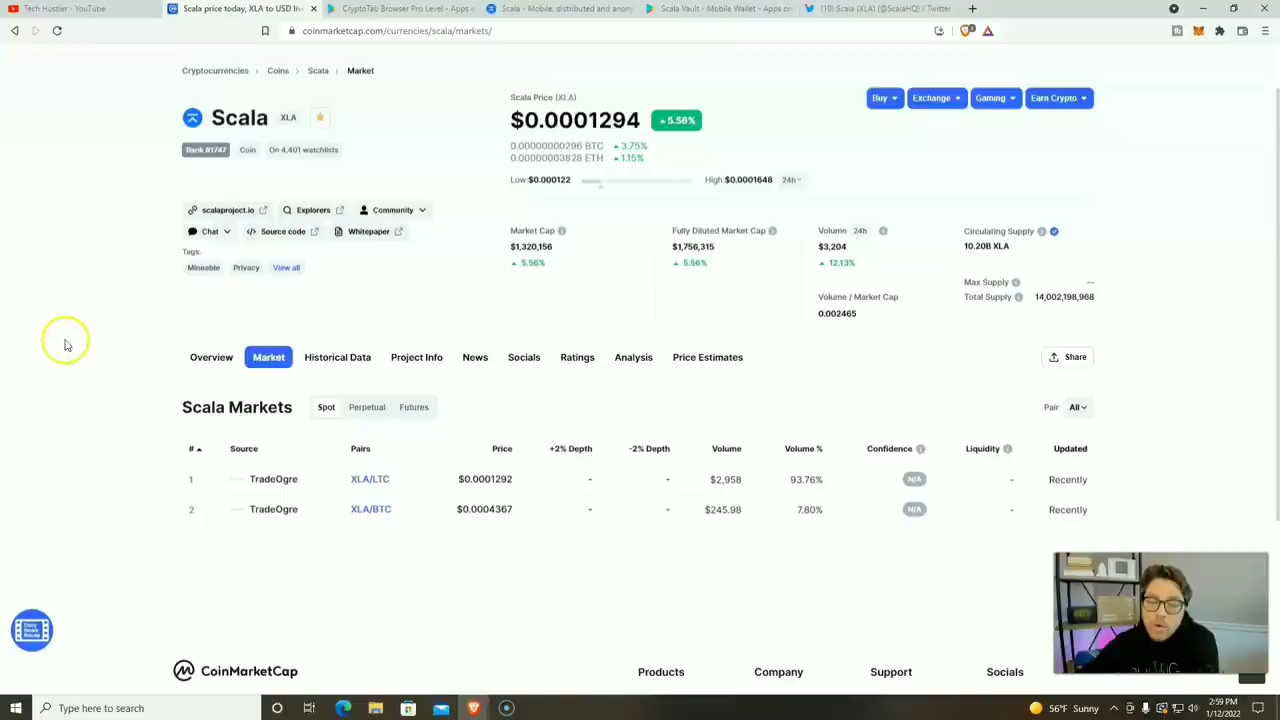 Tech Hustler - YouTube
Scala price today, XLA to USD live
CryptoTab Browser Pro Level - Apps o
Scala - Mobile, distributed and anony
Scala Vault - Mobile Wallet - Apps on
(10) Scala (XLA) (@ScalaHQ) / Twitter
coinmarketcap.com/currencies/scala/markets/
Cryptocurrencies > Coins > Scala > Market
Scala XLA
Rank #1747 Coin On 4,401 watchlists
scalaproject.io Explorers Community
Chat Source code Whitepaper
Tags:
Mineable Privacy View all
Scala Price (XLA)
$0.0001294 5.56%
0.00000000296 BTC 3.75%
0.00000003828 ETH 1.15%
Low:$0.000122 High:$0.0001648 24h
Buy Exchange Gaming Earn Crypto
Market Cap
$1,320,156
5.56%
Fully Diluted Market Cap
$1,756,315
5.56%
Volume 24h
$3,204
12.13%
Volume / Market Cap
0.002465
Circulating Supply
10.20B XLA
Max Supply --
Total Supply 14,002,198,968
Overview Market Historical Data Project Info News Socials Ratings Analysis Price Estimates Share
Scala Markets Spot Perpetual Futures Pair All
# Source Pairs Price +2% Depth -2% Depth Volume Volume % Confidence Liquidity Updated
1 TradeOgre XLA/LTC $0.0001292 - - $2,958 93.76% N/A - Recently
2 TradeOgre XLA/BTC $0.0004367 - - $245.98 7.80% N/A - Recently
CoinMarketCap Products Company Support Socials
Type here to search
56°F Sunny
2:59 PM
1/12/2022